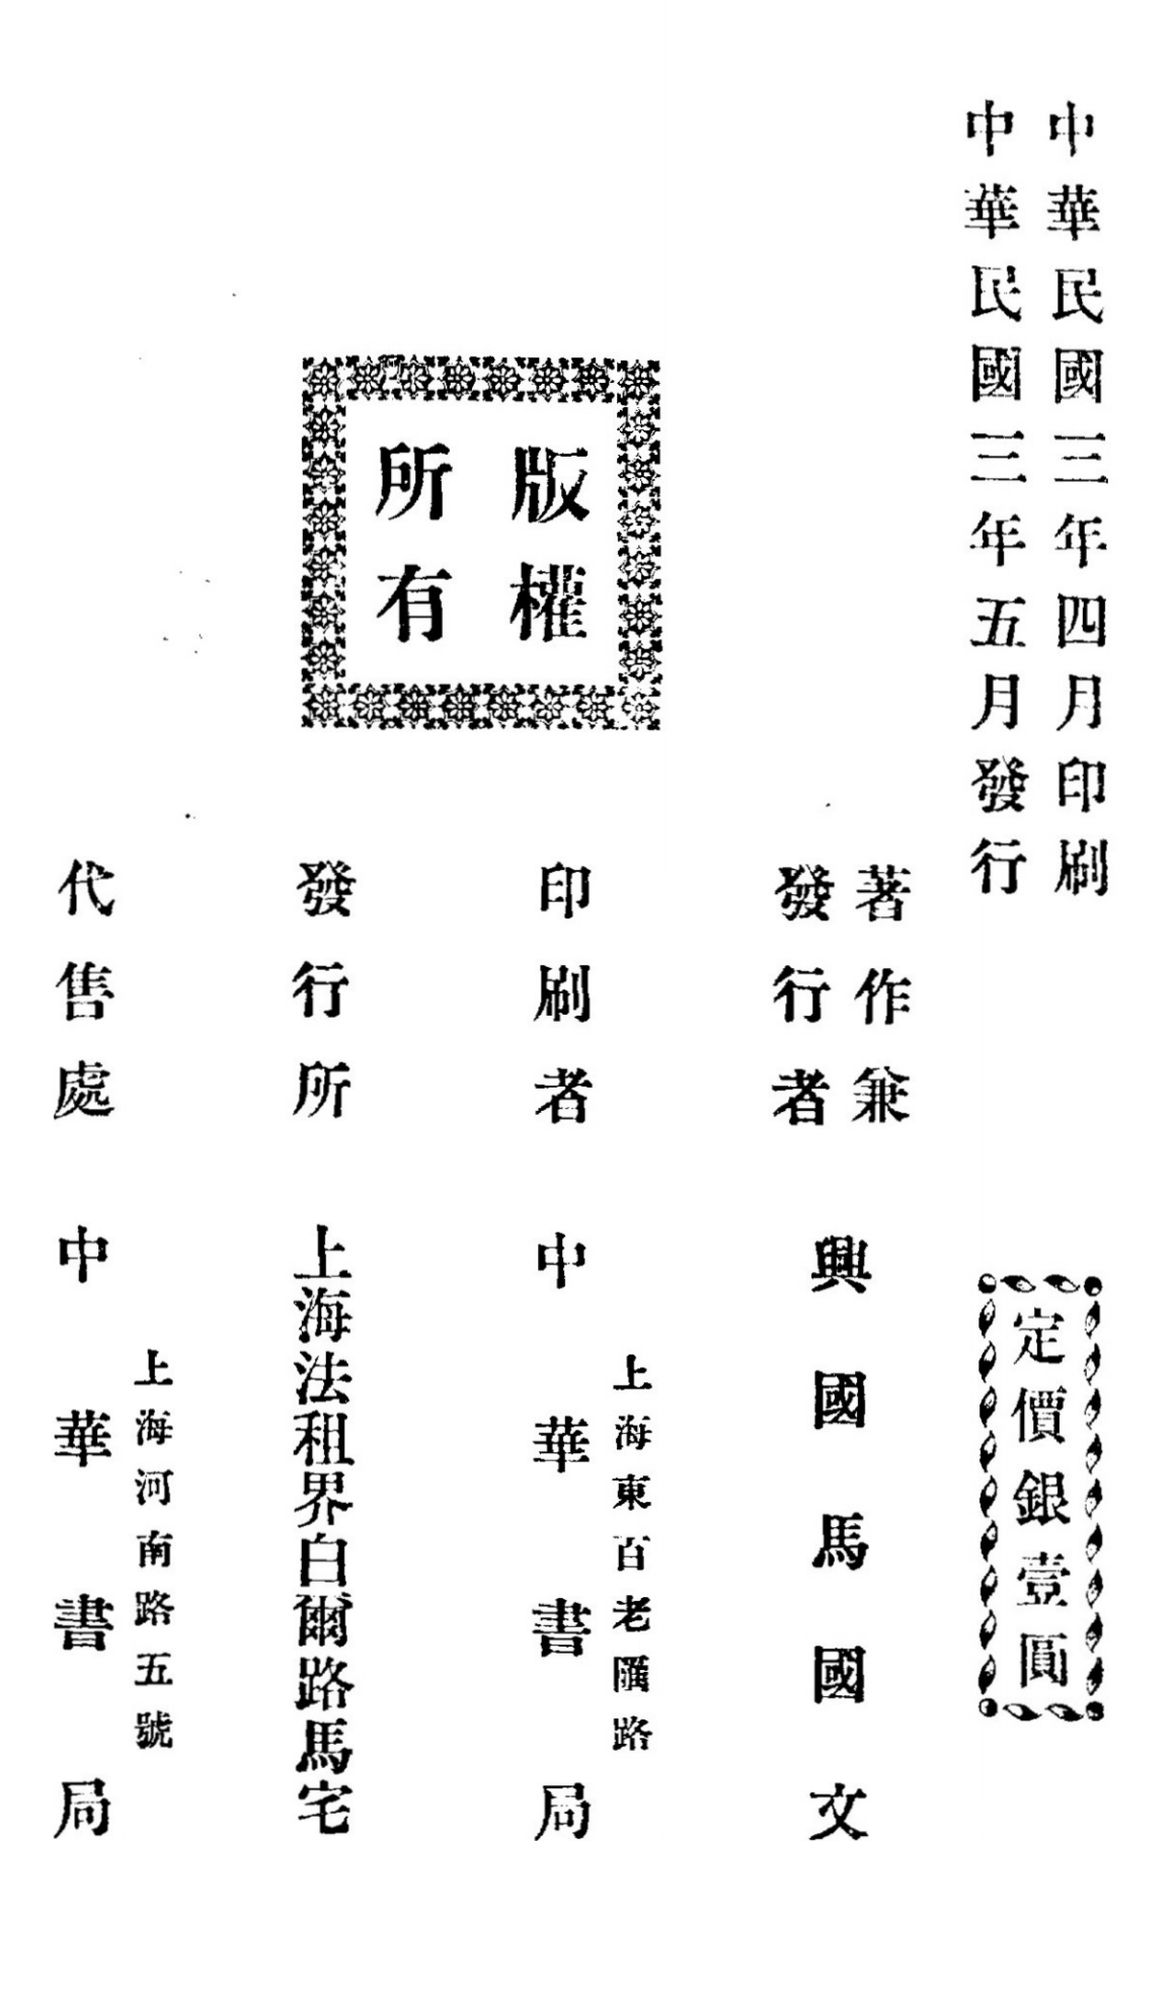 中華民國三年四月印刷
中華民國三年五月發行
定價銀壹圓
版權
所有
著作兼
發行者
興國馬國文
印刷者
上海東百老匯路
中華書局
發行所
上海法租界白爾路馬宅
代售處
上海河南路五號
中華書局